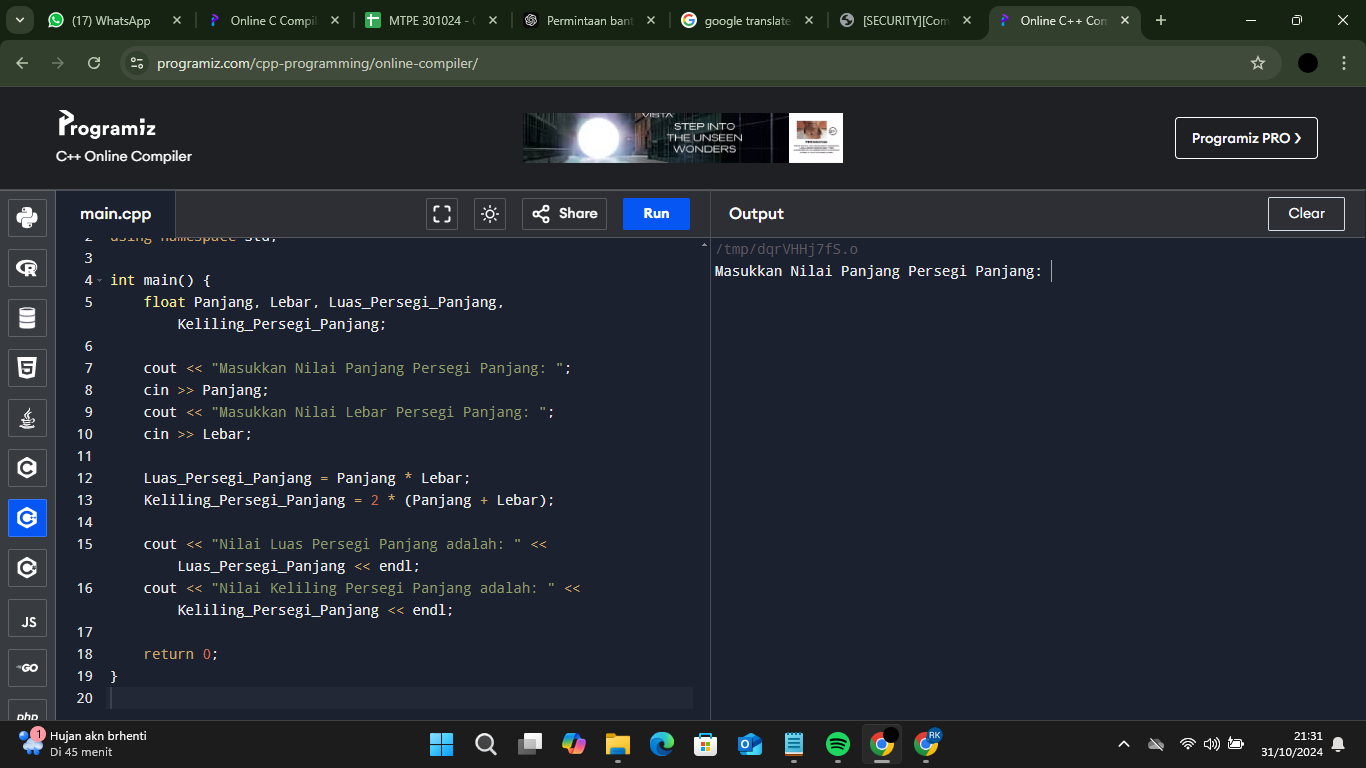 (17) WhatsApp
Online C Compil
MTPE 301024 - G
Permintaan bant
google translate
[SECURITY][Com
Online C++ Com
programiz.com/cpp-programming/online-compiler/
Programiz
C++ Online Compiler
VISTA
STEP INTO
THE UNSEEN
WONDERS
Programiz PRO ❯
main.cpp
Share
Run
Output
Clear
2 using namespace std;
3
4 int main() {
5 float Panjang, Lebar, Luas_Persegi_Panjang,
Keliling_Persegi_Panjang;
6
7 cout << "Masukkan Nilai Panjang Persegi Panjang: ";
8 cin >> Panjang;
9 cout << "Masukkan Nilai Lebar Persegi Panjang: ";
10 cin >> Lebar;
11
12 Luas_Persegi_Panjang = Panjang * Lebar;
13 Keliling_Persegi_Panjang = 2 * (Panjang + Lebar);
14
15 cout << "Nilai Luas Persegi Panjang adalah: " <<
Luas_Persegi_Panjang << endl;
16 cout << "Nilai Keliling Persegi Panjang adalah: " <<
Keliling_Persegi_Panjang << endl;
17
18 return 0;
19 }
20
/tmp/dqrVHHj7fS.o
Masukkan Nilai Panjang Persegi Panjang:
JS
GO
php
1
Hujan akn brhenti
Di 45 menit
RK
21:31
31/10/2024